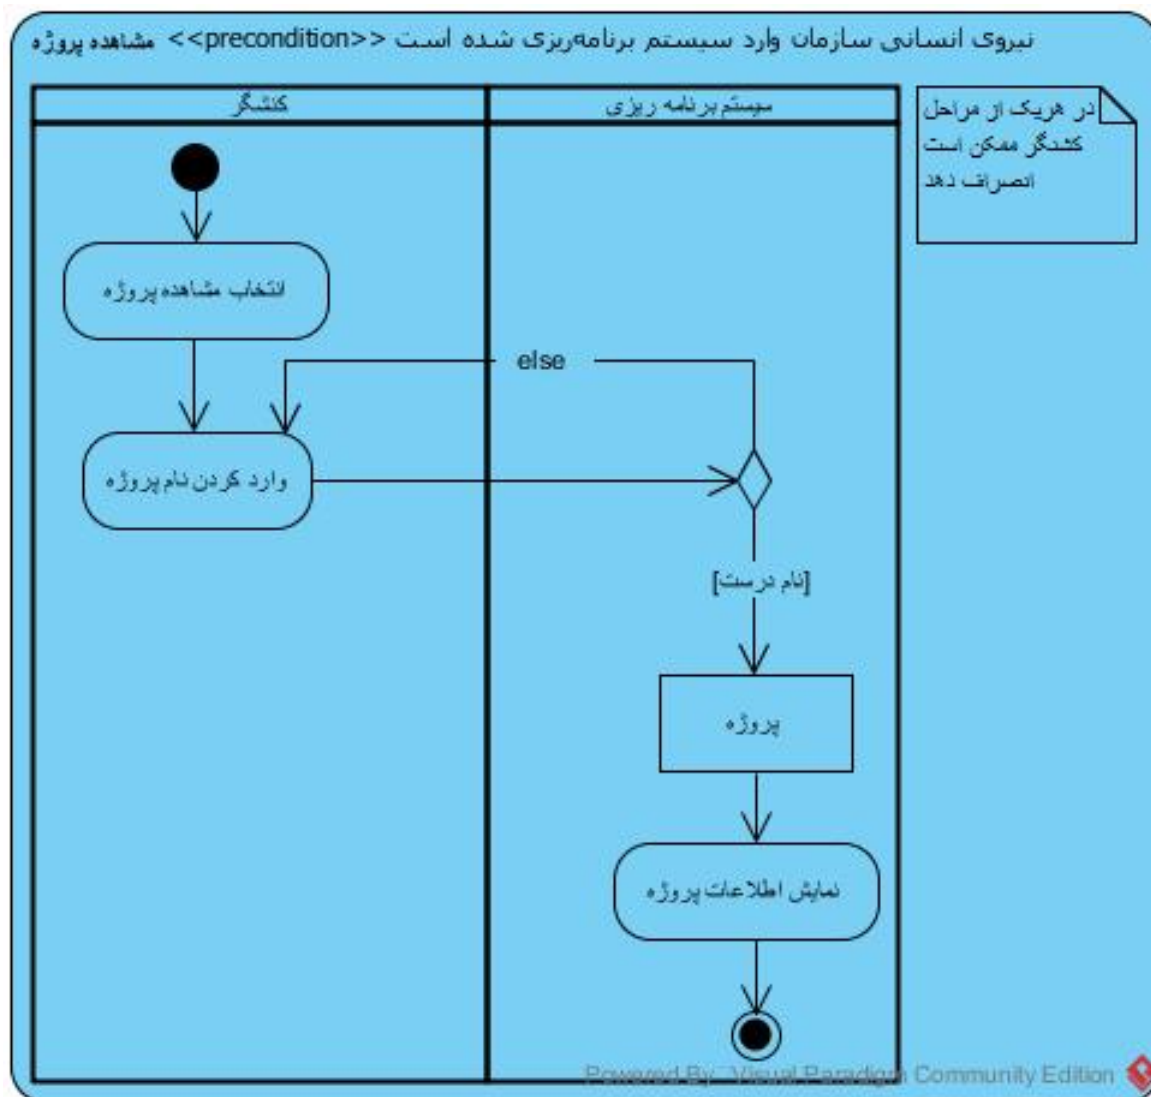 مشاهده پروژه <<precondition>> نیروی انسانی سازمان وارد سیستم برنامه‌ریزی شده است
کنشگر
سیستم برنامه ریزی
در هریک از مراحل
کنشگر ممکن است
انصراف دهد
انتخاب مشاهده پروژه
else
وارد کردن نام پروژه
[نام درست]
پروژه
نمایش اطلاعات پروژه
Powered By Visual Paradigm Community Edition